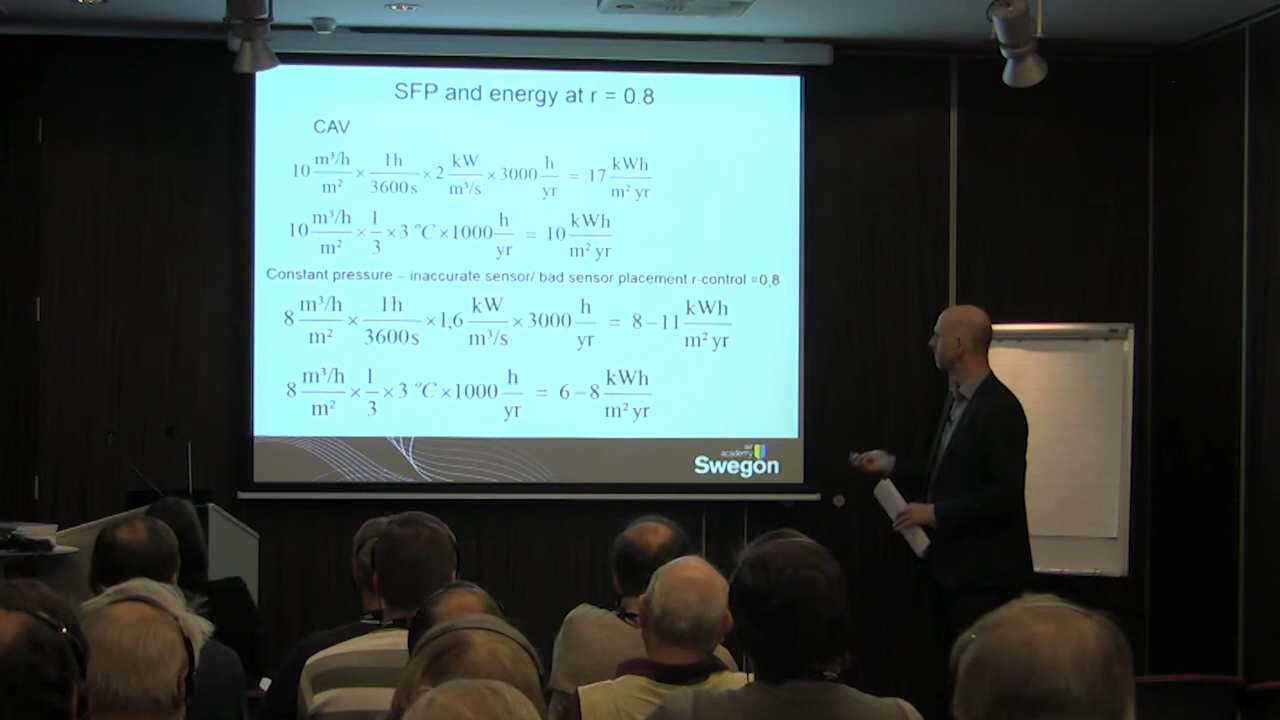 SFP and energy at r = 0.8
CAV
10 m³/h / m² × 1h / 3600s × 2 kW / m³/s × 3000 h / yr = 17 kWh / m² yr
10 m³/h / m² × 1 / 3 × 3 °C × 1000 h / yr = 10 kWh / m² yr
Constant pressure – inaccurate sensor/ bad sensor placement r-control =0,8
8 m³/h / m² × 1h / 3600s × 1,6 kW / m³/s × 3000 h / yr = 8 – 11 kWh / m² yr
8 m³/h / m² × 1 / 3 × 3 °C × 1000 h / yr = 6 – 8 kWh / m² yr
air
academy
Swegon